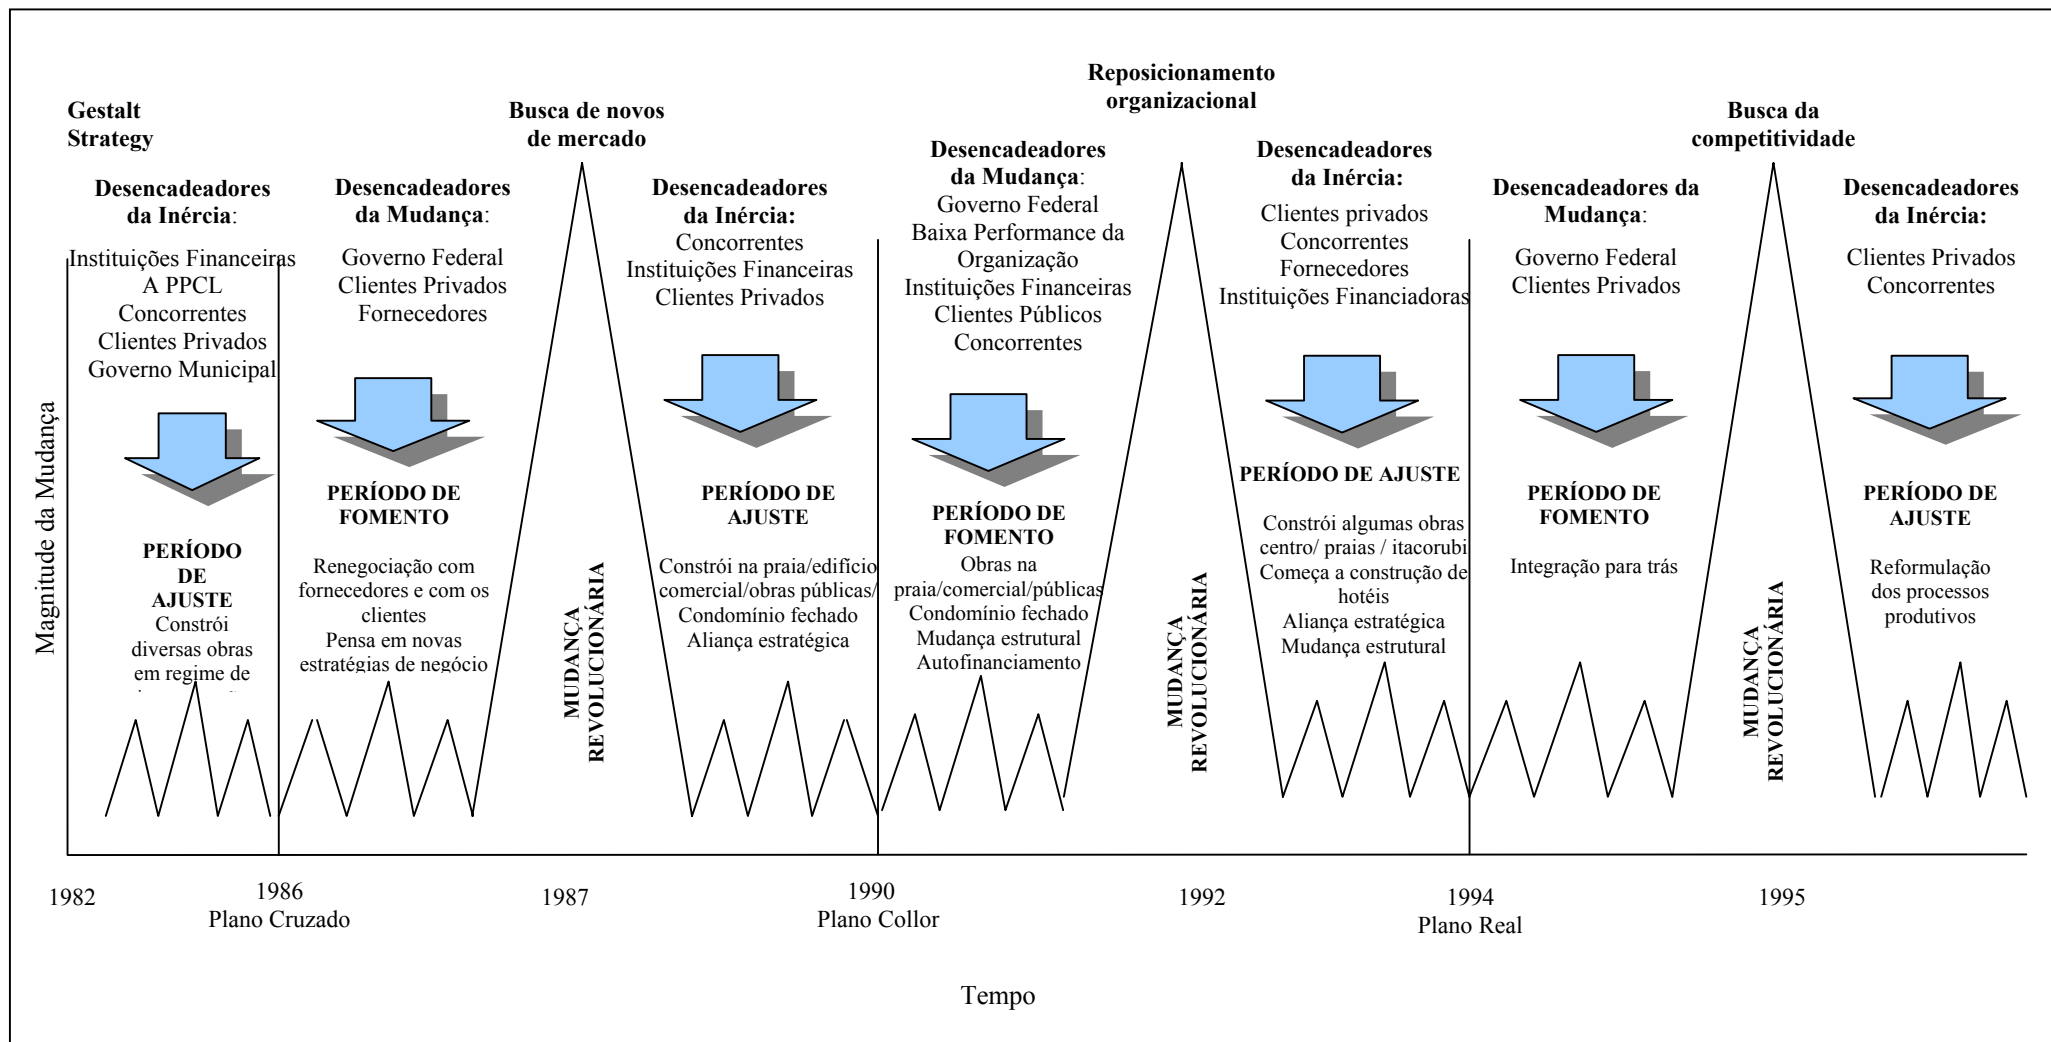 Gestalt
Strategy
Busca de novos
de mercado
Reposicionamento
organizacional
Busca da
competitividade
Desencadeadores
da Inércia:
Instituições Financeiras
A PPCL
Concorrentes
Clientes Privados
Governo Municipal
PERÍODO
DE
AJUSTE
Constrói
diversas obras
em regime de
Desencadeadores
da Mudança:
Governo Federal
Clientes Privados
Fornecedores
PERÍODO DE
FOMENTO
Renegociação com
fornecedores e com os
clientes
Pensa em novas
estratégias de negócio
MUDANÇA
REVOLUCIONÁRIA
Desencadeadores
da Inércia:
Concorrentes
Instituições Financeiras
Clientes Privados
PERÍODO DE
AJUSTE
Constrói na praia/edifício
comercial/obras públicas/
Condomínio fechado
Aliança estratégica
Desencadeadores
da Mudança:
Governo Federal
Baixa Performance da
Organização
Instituições Financeiras
Clientes Públicos
Concorrentes
PERÍODO DE
FOMENTO
Obras na
praia/comercial/públicas
Condomínio fechado
Mudança estrutural
Autofinanciamento
MUDANÇA
REVOLUCIONÁRIA
Desencadeadores
da Inércia:
Clientes privados
Concorrentes
Fornecedores
Instituições Financiadoras
PERÍODO DE AJUSTE
Constrói algumas obras
centro/ praias / itacorubi
Começa a construção de
hotéis
Aliança estratégica
Mudança estrutural
Desencadeadores da
Mudança:
Governo Federal
Clientes Privados
PERÍODO DE
FOMENTO
Integração para trás
MUDANÇA
REVOLUCIONÁRIA
Desencadeadores
da Inércia:
Clientes Privados
Concorrentes
PERÍODO DE
AJUSTE
Reformulação
dos processos
produtivos
Magnitude da Mudança
1982
1986
Plano Cruzado
1987
1990
Plano Collor
1992
1994
Plano Real
1995
Tempo